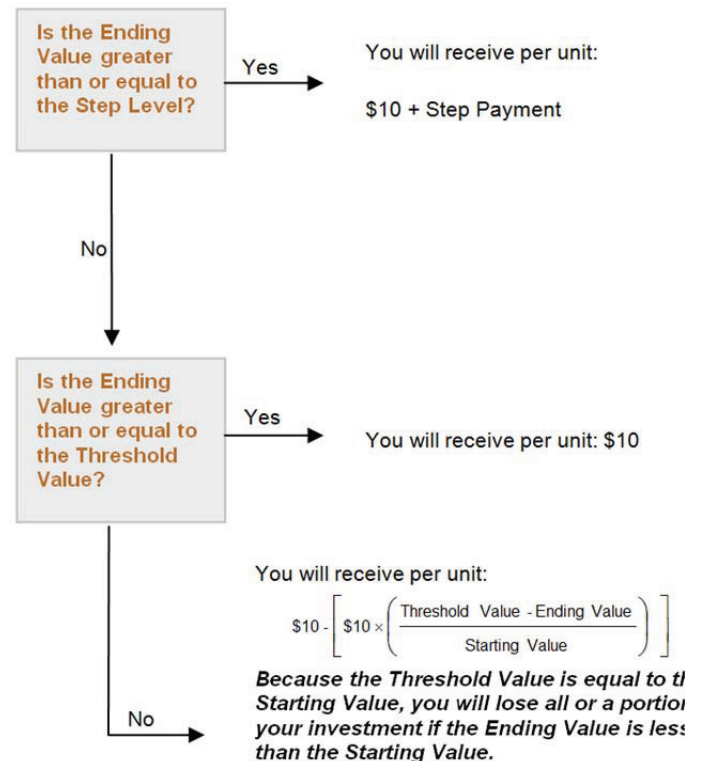 Is the Ending
Value greater
than or equal to
the Step Level?
Yes
You will receive per unit:
$10 + Step Payment
No
Is the Ending
Value greater
than or equal to
the Threshold
Value?
Yes
You will receive per unit: $10
You will receive per unit:
$10 - [ $10 × ( Threshold Value - Ending Value
Starting Value ) ]
Because the Threshold Value is equal to
Starting Value, you will lose all or a portion
your investment if the Ending Value is less
than the Starting Value.
No